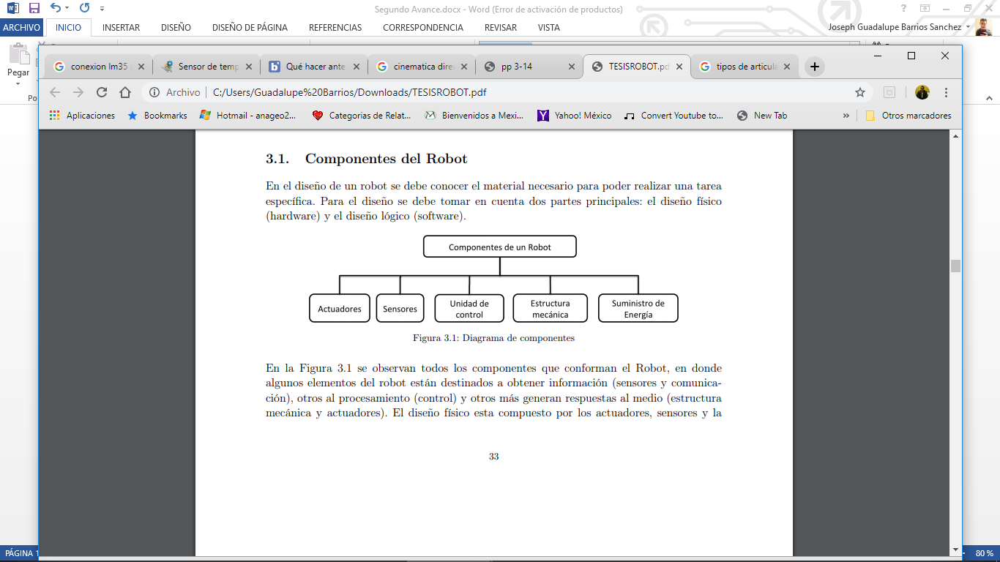 Segundo Avance.docx - Word (Error de activación de productos)
ARCHIVO INICIO INSERTAR DISEÑO DISEÑO DE PÁGINA REFERENCIAS CORRESPONDENCIA REVISAR VISTA
Joseph Guadalupe Barrios Sanchez
Pegar
conexion lm35
Sensor de temp
Qué hacer ante
cinematica dire
pp 3-14
TESISROBOT.pd
tipos de articula
Archivo C:/Users/Guadalupe%20Barrios/Downloads/TESISROBOT.pdf
Aplicaciones Bookmarks Hotmail - anageo2... Categorias de Relat... Bienvenidos a Mexi... Yahoo! México Convert Youtube to... New Tab » Otros marcadores
3.1. Componentes del Robot
En el diseño de un robot se debe conocer el material necesario para poder realizar una tarea
específica. Para el diseño se debe tomar en cuenta dos partes principales: el diseño físico
(hardware) y el diseño lógico (software).
Componentes de un Robot
Actuadores
Sensores
Unidad de
control
Estructura
mecánica
Suministro de
Energía
Figura 3.1: Diagrama de componentes
En la Figura 3.1 se observan todos los componentes que conforman el Robot, en donde
algunos elementos del robot están destinados a obtener información (sensores y comunica-
ción), otros al procesamiento (control) y otros más generan respuestas al medio (estructura
mecánica y actuadores). El diseño físico esta compuesto por los actuadores, sensores y la
33
PÁGINA 1
80 %